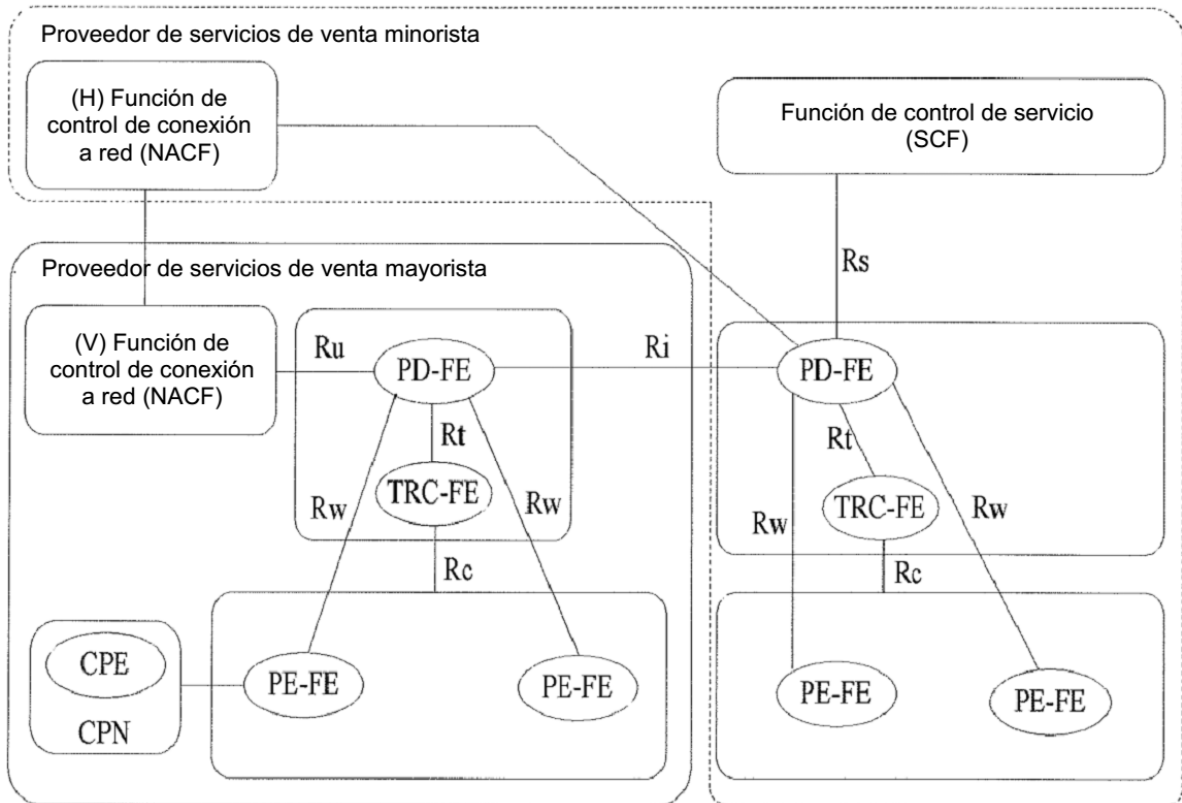 Proveedor de servicios de venta minorista
(H) Función de
control de conexión
a red (NACF)
Función de control de servicio
(SCF)
Rs
Proveedor de servicios de venta mayorista
(V) Función de
control de conexión
a red (NACF)
Ru
PD-FE
Ri
PD-FE
Rt
Rt
TRC-FE
TRC-FE
Rw
Rw
Rw
Rw
Rc
Rc
CPE
CPN
PE-FE
PE-FE
PE-FE
PE-FE